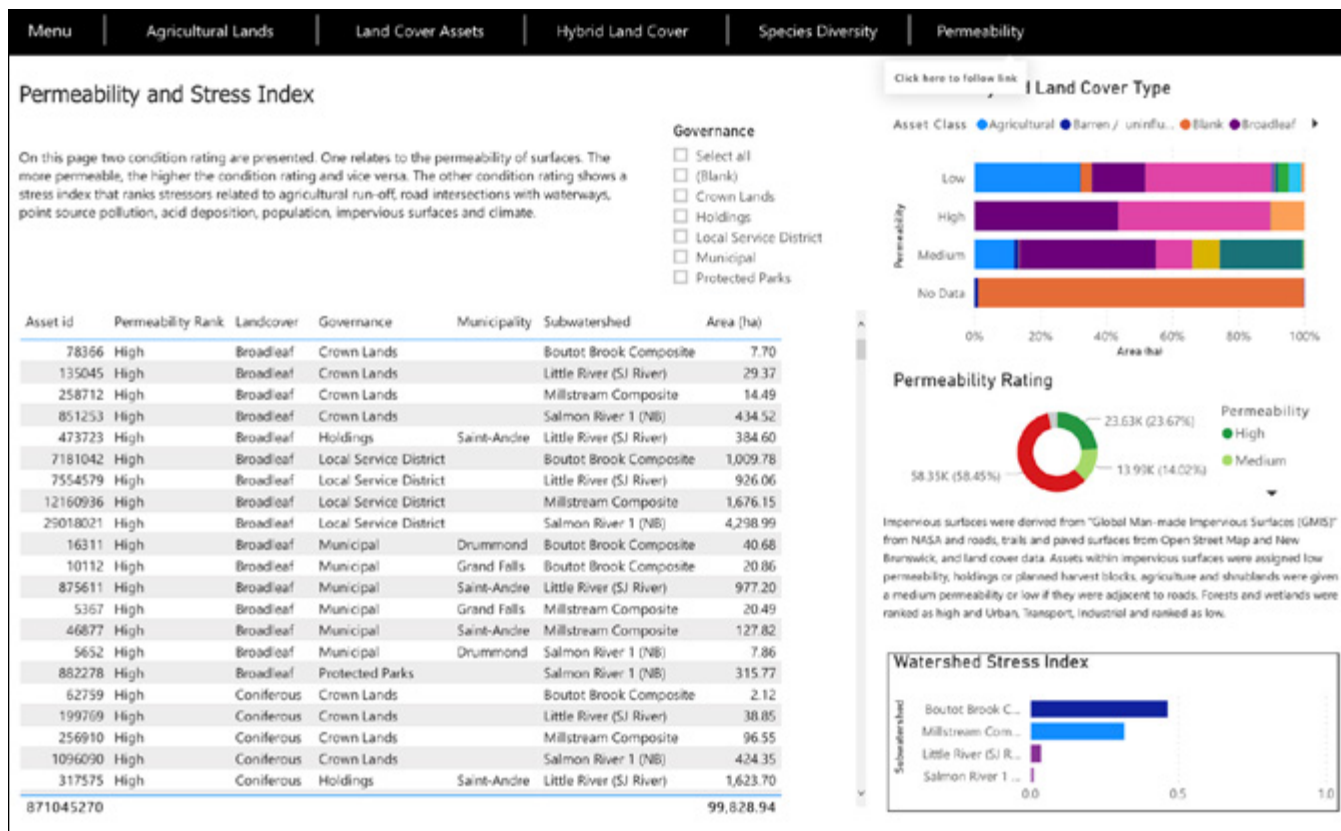 Menu | Agricultural Lands | Land Cover Assets | Hybrid Land Cover | Species Diversity | Permeability
Click here to follow link
Permeability and Stress Index
On this page two condition rating are presented. One relates to the permeability of surfaces. The
more permeable, the higher the condition rating and vice versa. The other condition rating shows a
stress index that ranks stressors related to agricultural run-off, road intersections with waterways,
point source pollution, acid deposition, population, impervious surfaces and climate.
Governance
Select all
(Blank)
Crown Lands
Holdings
Local Service District
Municipal
Protected Parks
Asset id Permeability Rank Landcover Governance Municipality Subwatershed Area (ha)
78366 High Broadleaf Crown Lands Boutot Brook Composite 7.70
135045 High Broadleaf Crown Lands Little River (SJ River) 29.37
258712 High Broadleaf Crown Lands Millstream Composite 14.49
851253 High Broadleaf Crown Lands Salmon River 1 (NB) 434.52
473723 High Broadleaf Holdings Saint-Andre Little River (SJ River) 384.60
7181042 High Broadleaf Local Service District Boutot Brook Composite 1,009.78
7554579 High Broadleaf Local Service District Little River (SJ River) 926.06
12160936 High Broadleaf Local Service District Millstream Composite 1,676.15
29018021 High Broadleaf Local Service District Salmon River 1 (NB) 4,298.99
16311 High Broadleaf Municipal Drummond Boutot Brook Composite 40.68
10112 High Broadleaf Municipal Grand Falls Boutot Brook Composite 20.86
875611 High Broadleaf Municipal Saint-Andre Little River (SJ River) 977.20
5367 High Broadleaf Municipal Grand Falls Millstream Composite 20.49
46877 High Broadleaf Municipal Saint-Andre Millstream Composite 127.82
5652 High Broadleaf Municipal Drummond Salmon River 1 (NB) 7.86
882278 High Broadleaf Protected Parks Salmon River 1 (NB) 315.77
62759 High Coniferous Crown Lands Boutot Brook Composite 2.12
199769 High Coniferous Crown Lands Little River (SJ River) 38.85
256910 High Coniferous Crown Lands Millstream Composite 96.55
1096090 High Coniferous Crown Lands Salmon River 1 (NB) 424.35
317575 High Coniferous Holdings Saint-Andre Little River (SJ River) 1,623.70
871045270 99,828.94
Land Cover Type
Asset Class Agricultural Barren / uninflu... Blank Broadleaf
Permeability
Low
High
Medium
No Data
0% 20% 40% 60% 80% 100%
Area (ha)
Permeability Rating
23.63K (23.67%)
13.99K (14.02%)
58.35K (58.45%)
Permeability
High
Medium
Impervious surfaces were derived from "Global Man-made Impervious Surfaces (GMIS)"
from NASA and roads, trails and paved surfaces from Open Street Map and New
Brunswick, and land cover data. Assets within impervious surfaces were assigned low
permeability, holdings or planned harvest blocks, agriculture and shrublands were given
a medium permeability or low if they were adjacent to roads. Forests and wetlands were
ranked as high and Urban, Transport, Industrial and ranked as low.
Watershed Stress Index
Subwatershed
Boutot Brook C...
Millstream Com...
Little River (SJ R...
Salmon River 1 ...
0.0 0.5 1.0